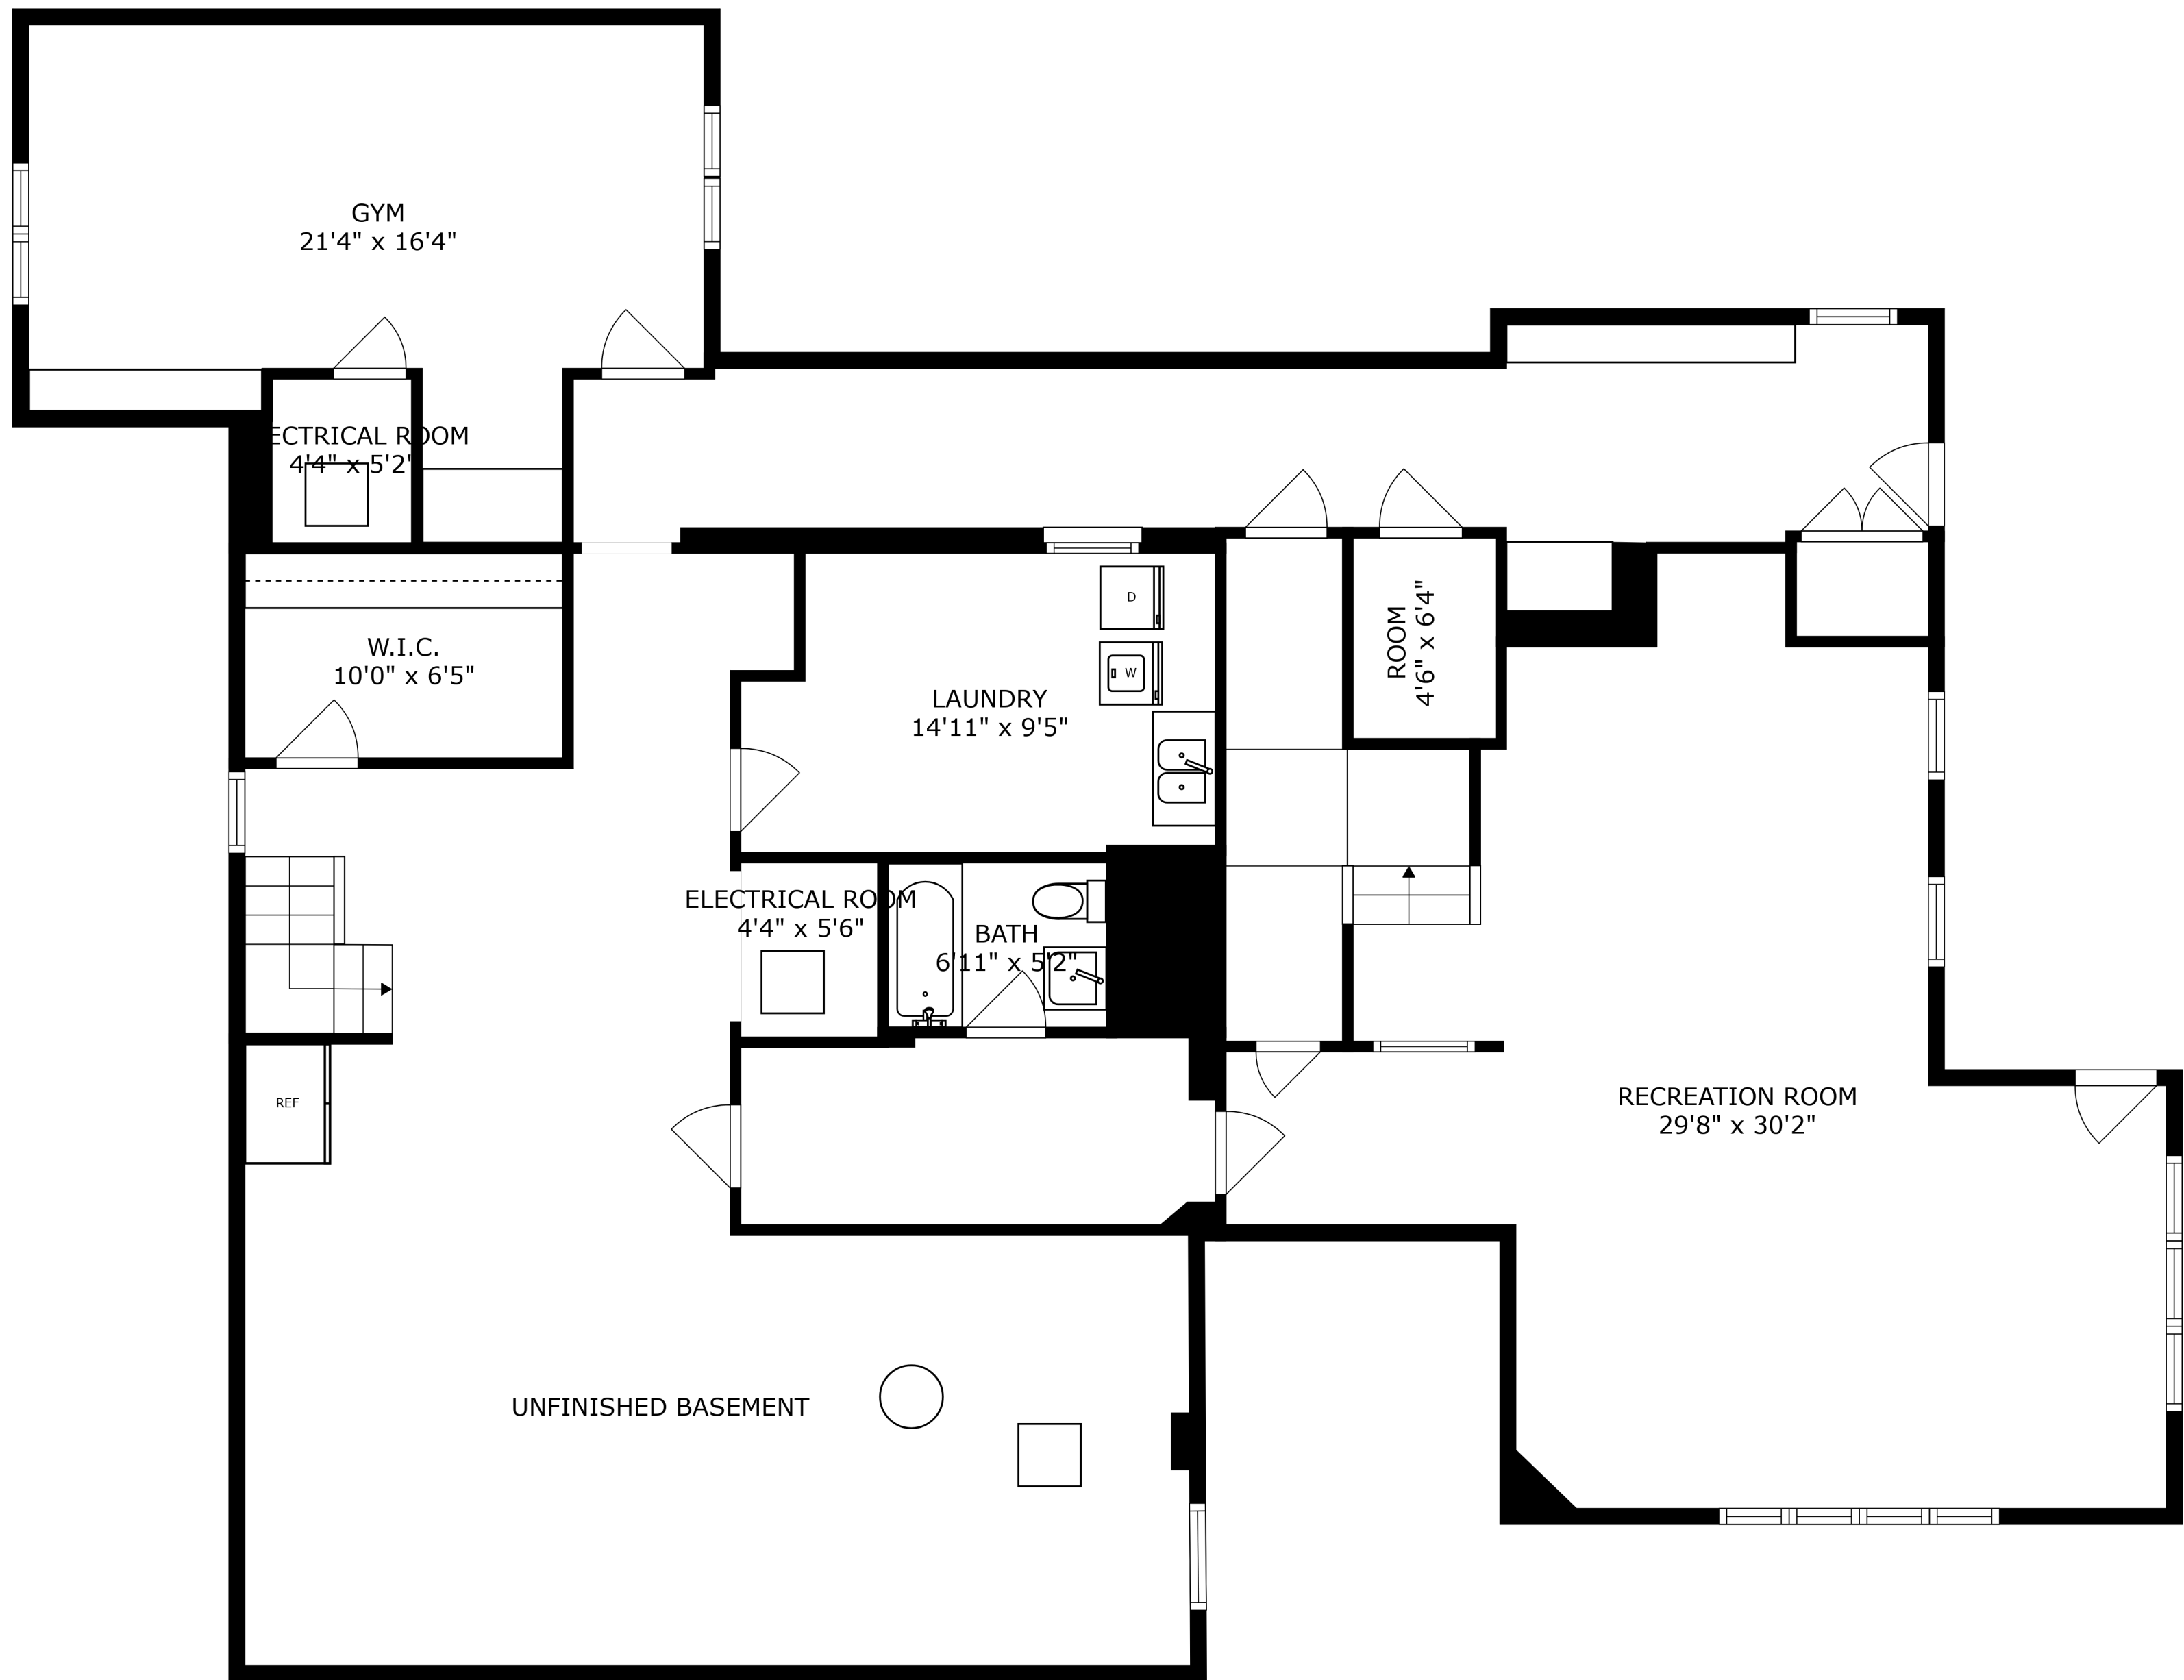 GYM
21'4" x 16'4"
ECTRICAL ROOM
4'4" x 5'2"
W.I.C.
10'0" x 6'5"
D
W
LAUNDRY
14'11" x 9'5"
ROOM
4'6" x 6'4"
ELECTRICAL ROOM
4'4" x 5'6"
BATH
6'11" x 5'2"
REF
RECREATION ROOM
29'8" x 30'2"
UNFINISHED BASEMENT